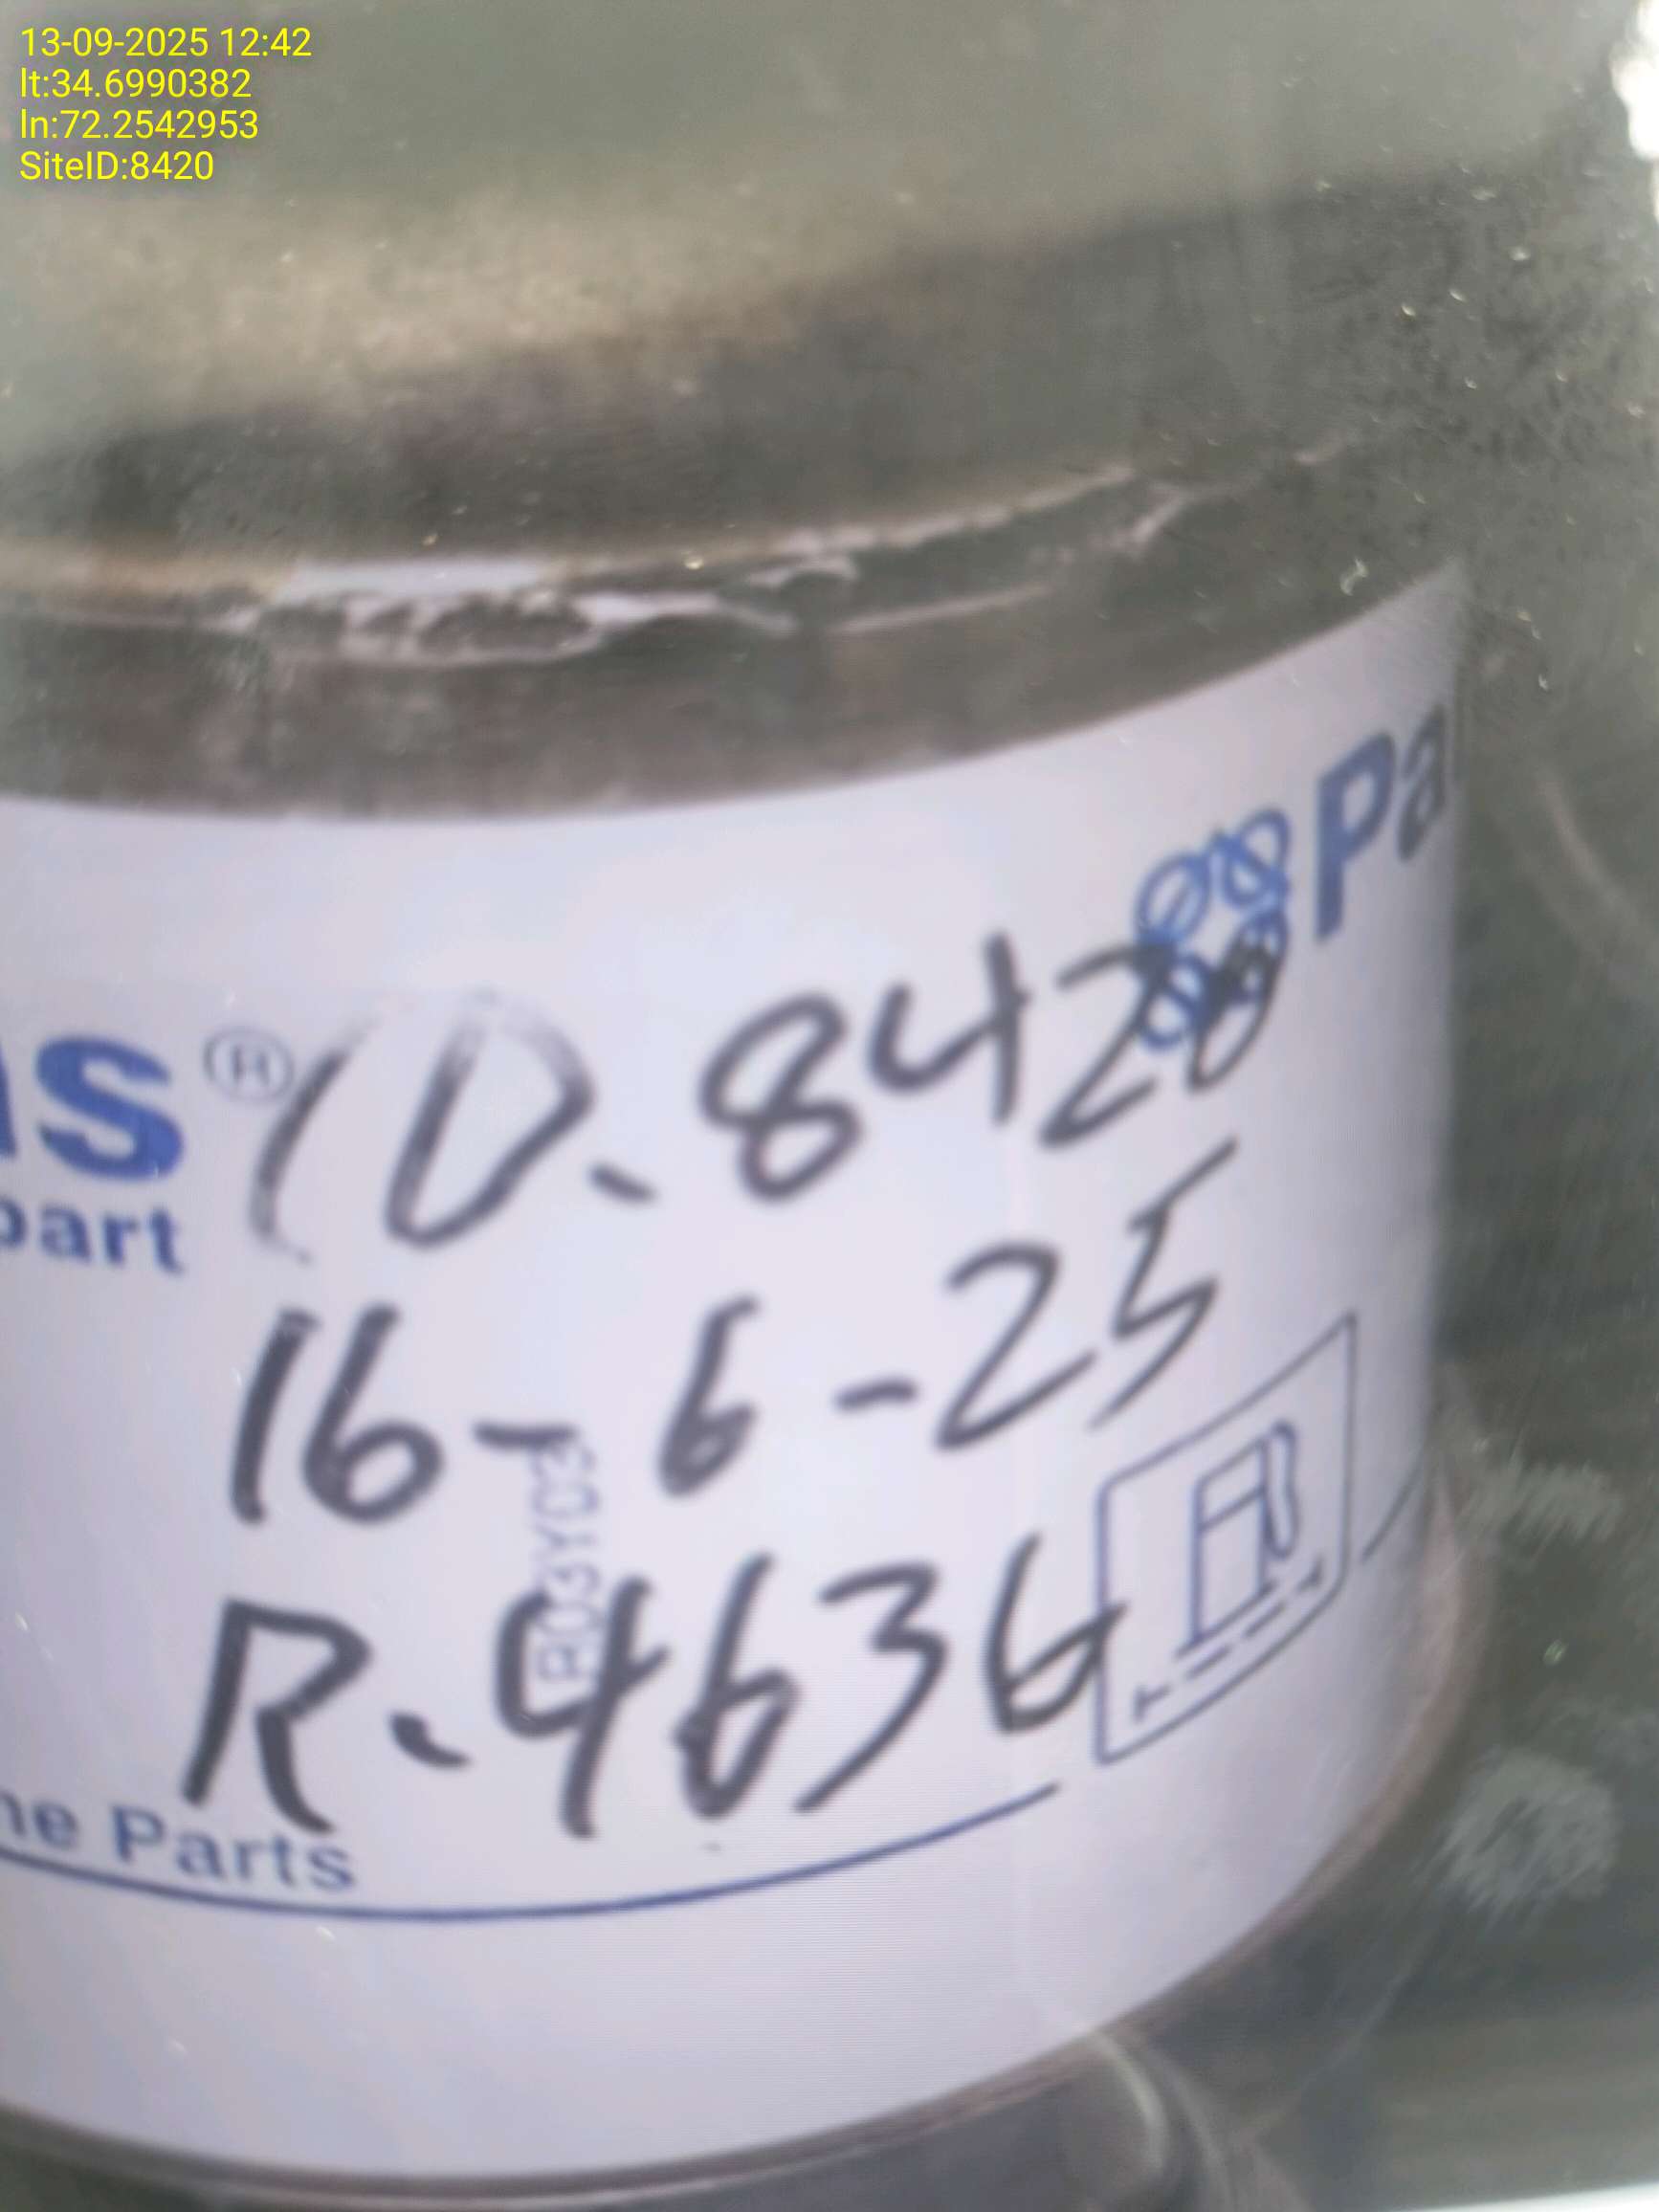 13-09-2025 12:42
lt:34.6990382
ln:72.2542953
SiteID:8420
Pa
s®
part
ID-8420
16-6-25
R03Y03
R-4636
ne Parts